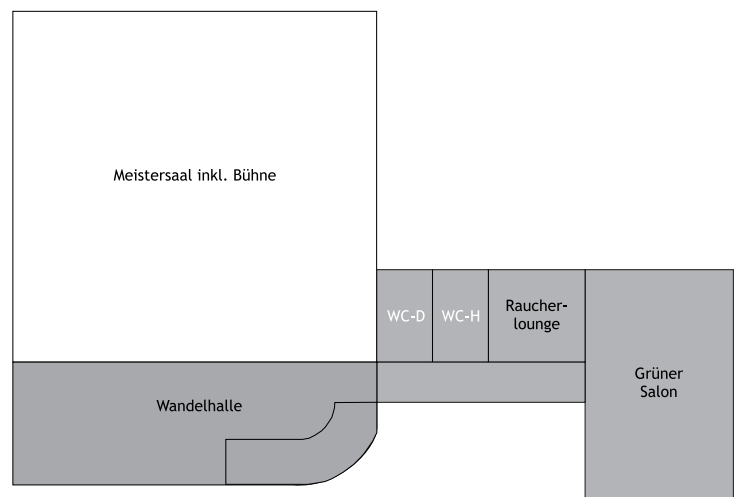 Meistersaal inkl. Bühne
WC-D
WC-H
Raucher-
lounge
Grüner
Salon
Wandelhalle